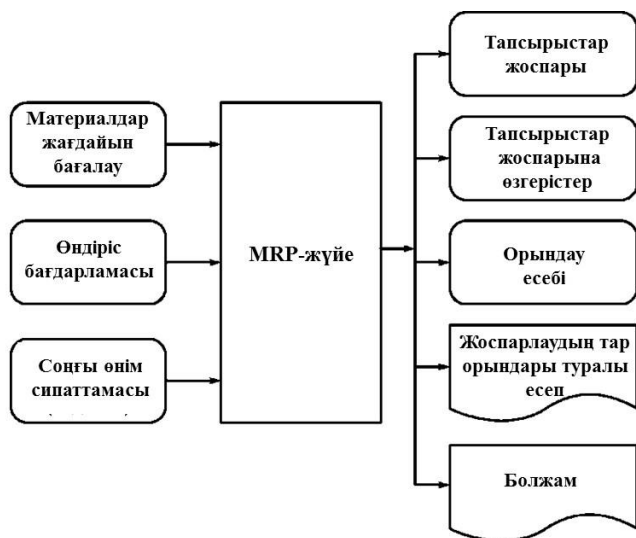 Материалдар
жағдайын
бағалау
Өндіріс
бағдарламасы
Соңғы өнім
сипаттамасы
MRP-жүйе
Тапсырыстар
жоспары
Тапсырыстар
жоспарына
өзгерістер
Орындау
есебі
Жоспарлаудың тар
орындары туралы
есеп
Болжам